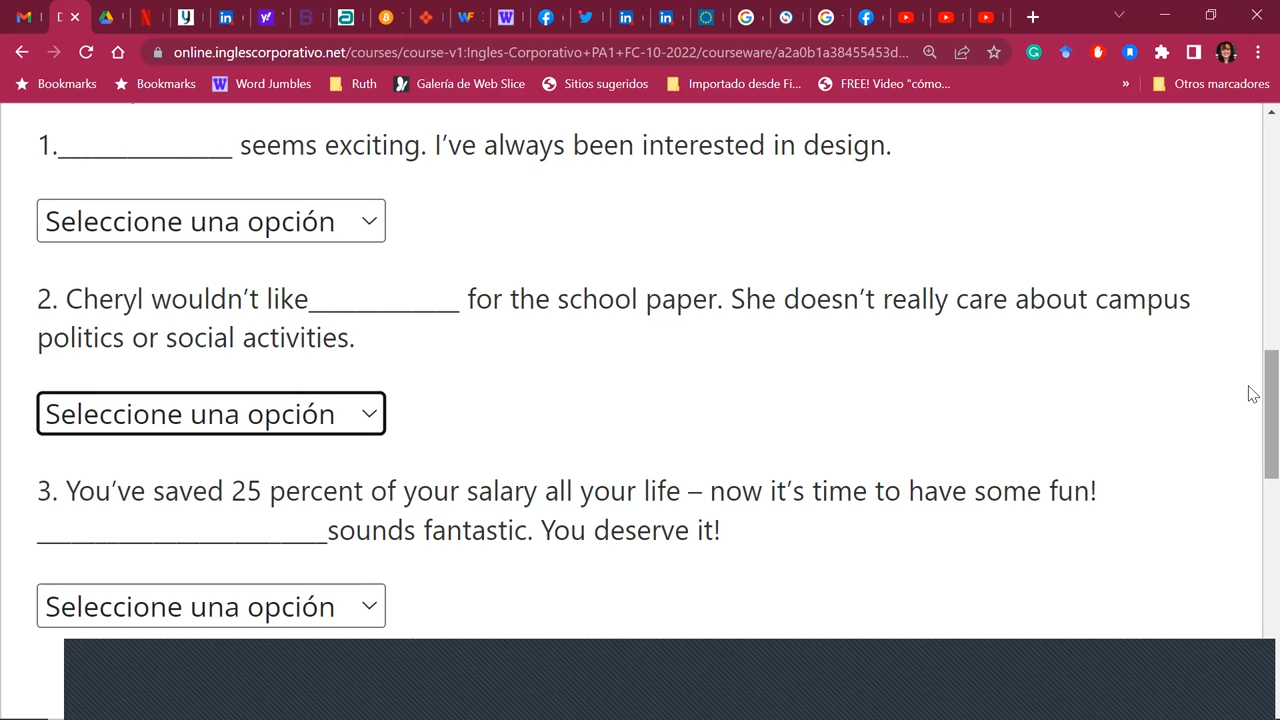 online.inglescorporativo.net/courses/course-v1:Ingles-Corporativo+PA1+FC-10-2022/courseware/a2a0b1a38455453d...
Bookmarks Bookmarks Word Jumbles Ruth Galería de Web Slice Sitios sugeridos Importado desde Fi... FREE! Video "cómo... » Otros marcadores
1._______________ seems exciting. I’ve always been interested in design.
Seleccione una opción
2. Cheryl wouldn’t like_____________ for the school paper. She doesn’t really care about campus
politics or social activities.
Seleccione una opción
3. You’ve saved 25 percent of your salary all your life – now it’s time to have some fun!
_________________________sounds fantastic. You deserve it!
Seleccione una opción